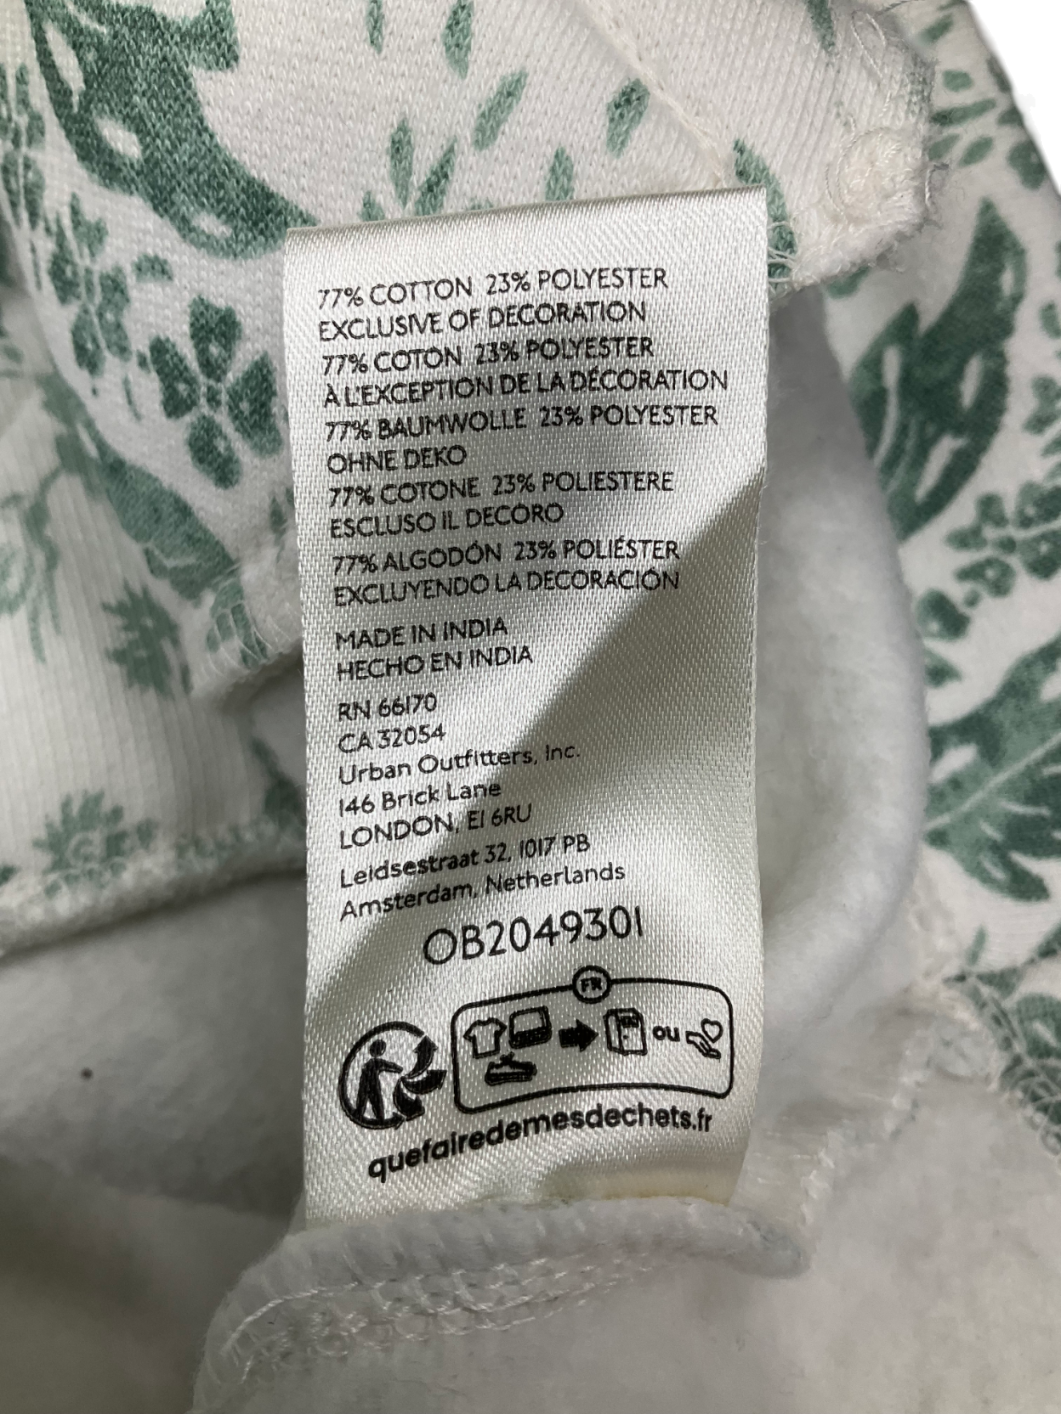 77% COTTON 23% POLYESTER
EXCLUSIVE OF DECORATION
77% COTON 23% POLYESTER
À L'EXCEPTION DE LA DÉCORATION
77% BAUMWOLLE 23% POLYESTER
OHNE DEKO
77% COTONE 23% POLIESTERE
ESCLUSO IL DECORO
77% ALGODÓN 23% POLIÉSTER
EXCLUYENDO LA DECORACIÓN
MADE IN INDIA
HECHO EN INDIA
RN 66170
CA 32054
Urban Outfitters, Inc.
146 Brick Lane
LONDON, E1 6RU
Leidsestraat 32, 1017 PB
Amsterdam, Netherlands
OB2049301
FR
ou
quefairedemesdechets.fr